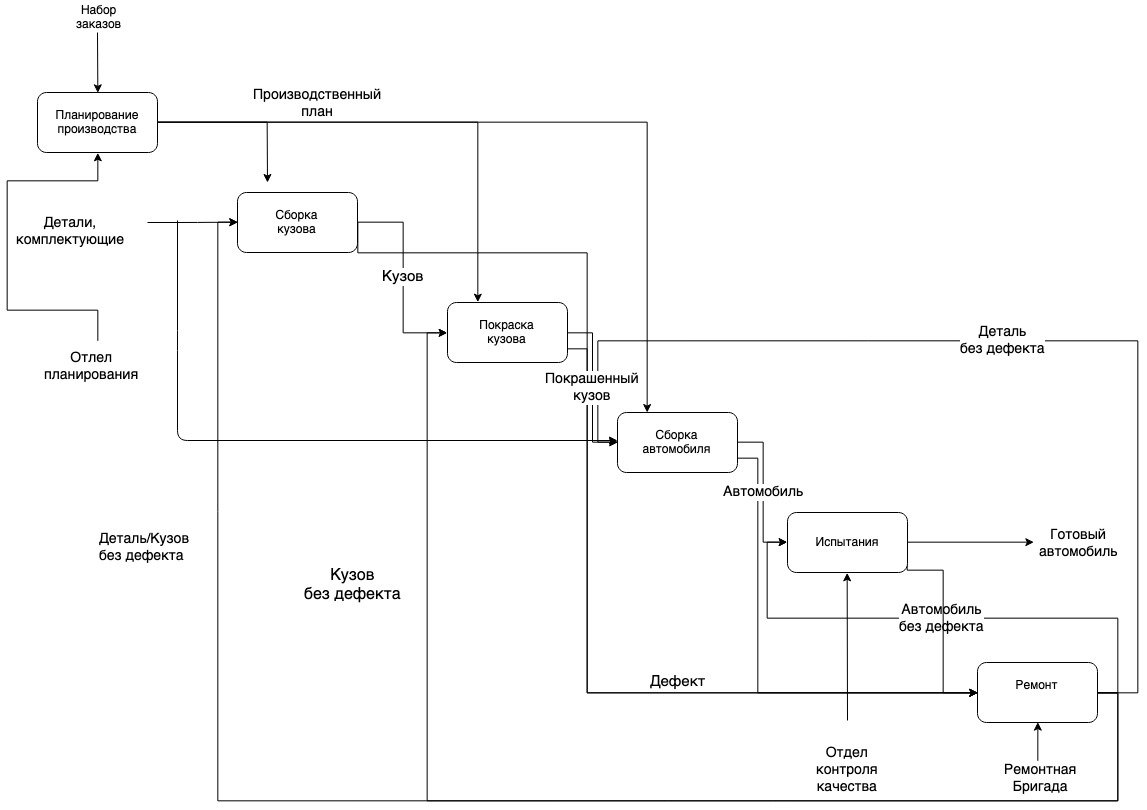 Набор
заказов
Планирование
производства
Производственный
план
Детали,
комплектующие
Сборка
кузова
Кузов
Покраска
кузова
Деталь
без дефекта
Отлел
планирования
Покрашенный
кузов
Сборка
автомобиля
Автомобиль
Деталь/Кузов
без дефекта
Испытания
Готовый
автомобиль
Кузов
без дефекта
Автомобиль
без дефекта
Дефект
Ремонт
Отдел
контроля
качества
Ремонтная
Бригада